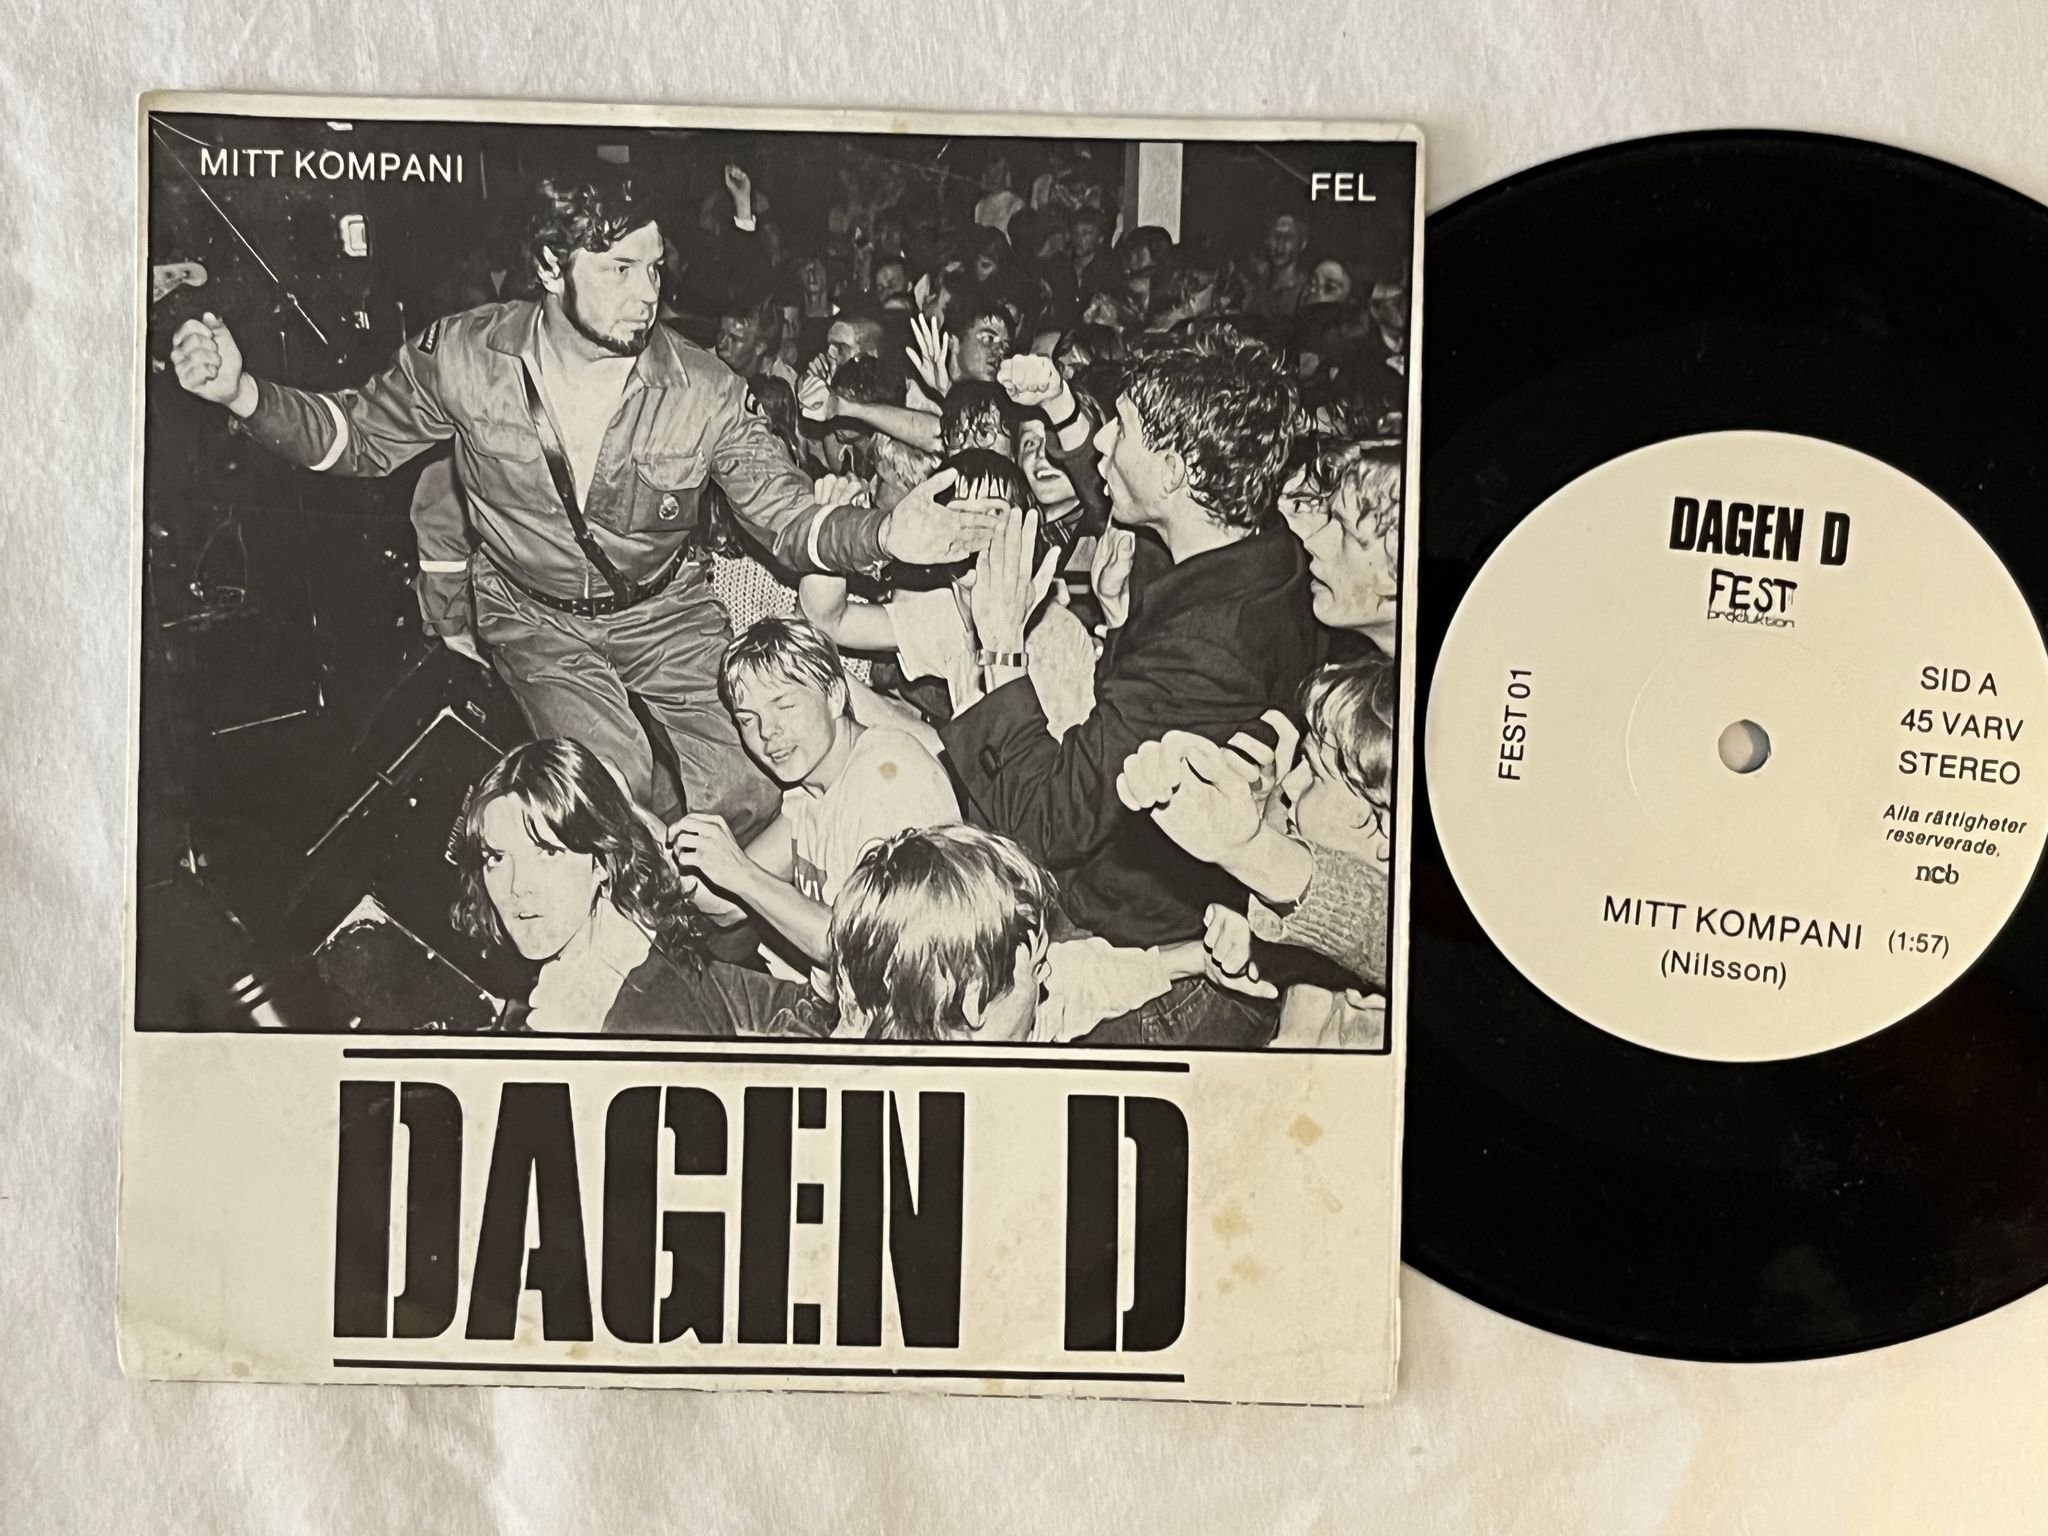 MITT KOMPANI
FEL
DAGEN D
DAGEN D
FEST
produktion
FEST 01
SID A
45 VARV
STEREO
Alla rättigheter
reserverade.
ncb
MITT KOMPANI (1:57)
(Nilsson)